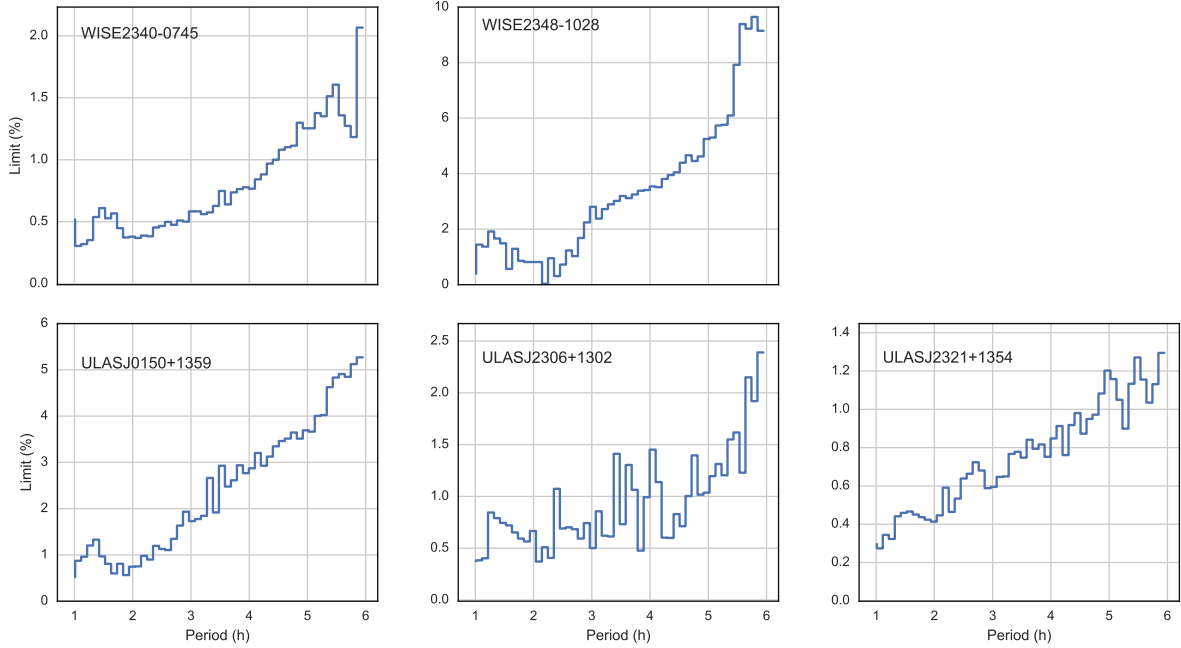 WISE2340-0745
Limit (%)
2.0
1.5
1.0
0.5
0.0
WISE2348-1028
10
8
6
4
2
0
ULASJ0150+1359
Limit (%)
6
5
4
3
2
1
0
1 2 3 4 5 6
Period (h)
ULASJ2306+1302
2.5
2.0
1.5
1.0
0.5
0.0
1 2 3 4 5 6
Period (h)
ULASJ2321+1354
1.4
1.2
1.0
0.8
0.6
0.4
0.2
0.0
1 2 3 4 5 6
Period (h)